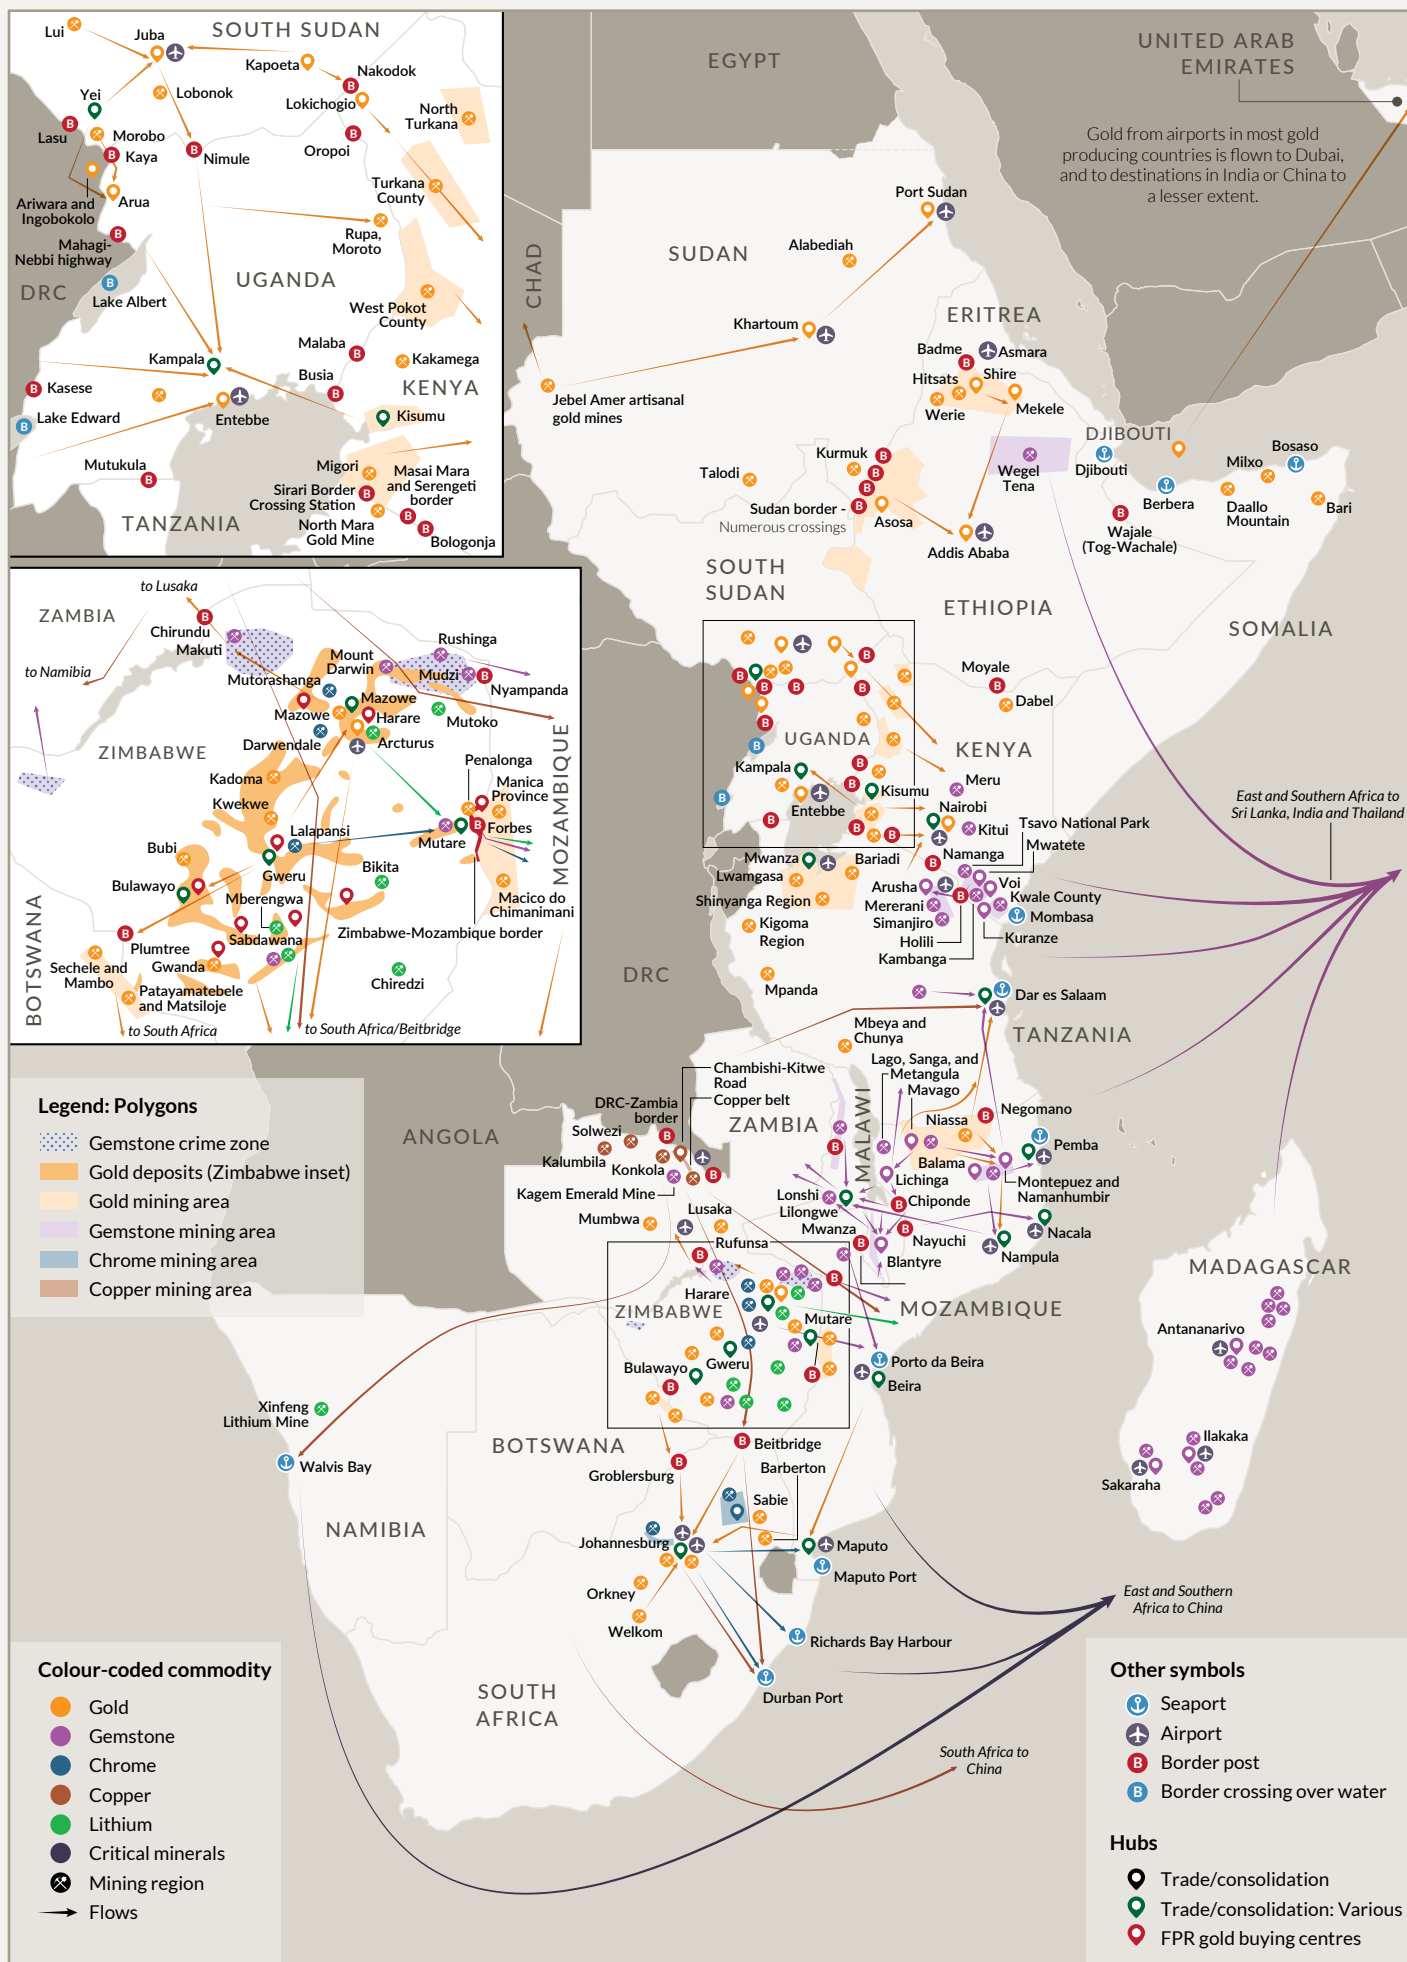 SOUTH SUDAN
Lui
Juba
Kapoeta
Nakodok
Lokichogio
Yei
Lobonok
North
Turkana
Lasu
Morobo
Kaya
Nimule
Oropoi
Turkana
County
Ariwara and
Ingobokolo
Arua
Rupa,
Moroto
Mahagi-
Nebbi highway
UGANDA
DRC
Lake Albert
West Pokot
County
Kampala
Malaba
Kakamega
Busia
KENYA
Kasese
Lake Edward
Entebbe
Kisumu
Mutukula
Migori
Masai Mara
and Serengeti
border
Sirari Border
Crossing Station
TANZANIA
North Mara
Gold Mine
Bologonja
to Lusaka
ZAMBIA
Chirundu
Makuti
Rushinga
Mount
Darwin
to Namibia
Mutorashanga
Mudzi
Nyampanda
Mazowe
Mazowe
Harare
Mutoko
Darwendale
Arcturus
ZIMBABWE
MOZAMBIQUE
Penalonga
Kadoma
Manica
Province
Kwekwe
Lalapansi
Forbes
Mutare
Bubi
Gweru
Bikita
Bulawayo
Mberengwa
Macico do
Chimanimani
BOTSWANA
Sabdawana
Zimbabwe-Mozambique border
Plumtree
Gwanda
Sechele and
Mambo
Chiredzi
Patayamatebele
and Matsiloje
to South Africa
to South Africa/Beitbridge
EGYPT
UNITED ARAB
EMIRATES
Gold from airports in most gold
producing countries is flown to Dubai,
and to destinations in India or China to
a lesser extent.
Port Sudan
CHAD
SUDAN
Alabediah
Khartoum
ERITREA
Badme
Asmara
Hitsats
Shire
Werie
Mekele
Jebel Amer artisanal
gold mines
DJIBOUTI
Djibouti
Bosaso
Milxo
Kurmuk
Wegel
Tena
Talodi
Berbera
Daallo
Mountain
Bari
Sudan border -
Numerous crossings
Asosa
Wajale
(Tog-Wachale)
Addis Ababa
SOUTH
SUDAN
ETHIOPIA
SOMALIA
Moyale
Dabel
UGANDA
KENYA
Kampala
Meru
Kisumu
Entebbe
Nairobi
Kitui
Tsavo National Park
Mwatete
East and Southern Africa to
Sri Lanka, India and Thailand
Mwanza
Bariadi
Namanga
Lwamgasa
Arusha
Voi
Shinyanga Region
Mererani
Kwale County
Simanjiro
Mombasa
Kigoma
Region
Holili
Kuranze
Kambanga
DRC
Mpanda
Dar es Salaam
TANZANIA
Mbeya and
Chunya
Chambishi-Kitwe
Road
Lago, Sanga, and
Metangula
Copper belt
Mavago
DRC-Zambia
border
ZAMBIA
MALAWI
Negomano
Niassa
ANGOLA
Solwezi
Pemba
Kalumbila
Konkola
Balama
Kagem Emerald Mine
Lichinga
Montepuez and
Namanhumbir
Lonshi
Chiponde
Lilongwe
Mumbwa
Lusaka
Mwanza
Nacala
Rufunsa
Nayuchi
Nampula
Blantyre
MADAGASCAR
Harare
ZIMBABWE
MOZAMBIQUE
Mutare
Antananarivo
Gweru
Bulawayo
Porto da Beira
Beira
Xinfeng
Lithium Mine
BOTSWANA
Beitbridge
Ilakaka
Walvis Bay
Groblersburg
Barberton
Sakaraha
Sabie
NAMIBIA
Johannesburg
Maputo
Maputo Port
Orkney
East and Southern
Africa to China
Welkom
Richards Bay Harbour
SOUTH
AFRICA
Durban Port
South Africa to
China
Legend: Polygons
Gemstone crime zone
Gold deposits (Zimbabwe inset)
Gold mining area
Gemstone mining area
Chrome mining area
Copper mining area
Colour-coded commodity
Gold
Gemstone
Chrome
Copper
Lithium
Critical minerals
Mining region
Flows
Other symbols
Seaport
Airport
B Border post
B Border crossing over water
Hubs
Trade/consolidation
Trade/consolidation: Various
FPR gold buying centres